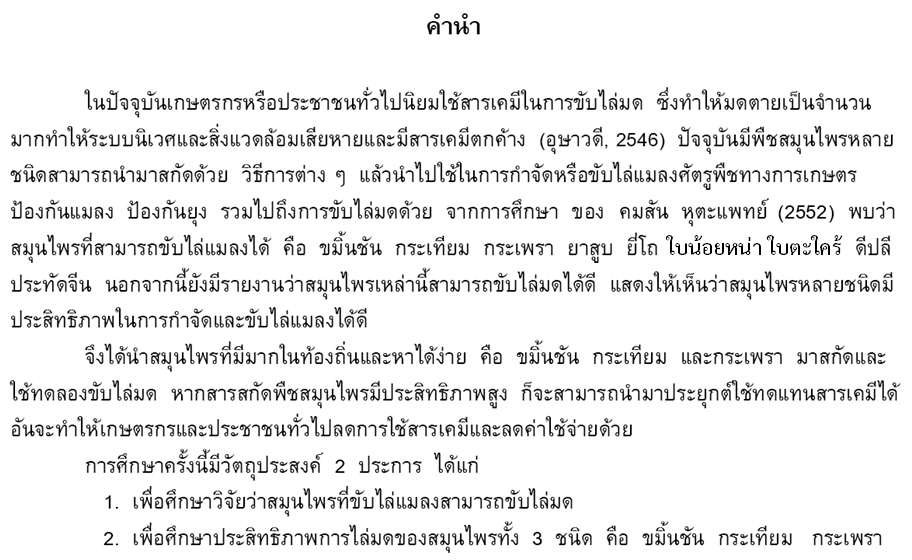 คำนำ
ในปัจจุบันเกษตรกรหรือประชาชนทั่วไปนิยมใช้สารเคมีในการขับไล่มด ซึ่งทำให้มดตายเป็นจำนวน
มากทำให้ระบบนิเวศและสิ่งแวดล้อมเสียหายและมีสารเคมีตกค้าง (อุษาวดี, 2546) ปัจจุบันมีพืชสมุนไพรหลาย
ชนิดสามารถนำมาสกัดด้วย วิธีการต่าง ๆ แล้วนำไปใช้ในการกำจัดหรือขับไล่แมลงศัตรูพืชทางการเกษตร
ป้องกันแมลง ป้องกันยุง รวมไปถึงการขับไล่มดด้วย จากการศึกษา ของ คมสัน หุตะแพทย์ (2552) พบว่า
สมุนไพรที่สามารถขับไล่แมลงได้ คือ ขมิ้นชัน กระเทียม กระเพรา ยาสูบ ยี่โถ ใบน้อยหน่า ใบตะไคร้ ดีปลี
ประทัดจีน นอกจากนี้ยังมีรายงานว่าสมุนไพรเหล่านี้สามารถขับไล่มดได้ดี แสดงให้เห็นว่าสมุนไพรหลายชนิดมี
ประสิทธิภาพในการกำจัดและขับไล่แมลงได้ดี
จึงได้นำสมุนไพรที่มีมากในท้องถิ่นและหาได้ง่าย คือ ขมิ้นชัน กระเทียม และกระเพรา มาสกัดและ
ใช้ทดลองขับไล่มด หากสารสกัดพืชสมุนไพรมีประสิทธิภาพสูง ก็จะสามารถนำมาประยุกต์ใช้ทดแทนสารเคมีได้
อันจะทำให้เกษตรกรและประชาชนทั่วไปลดการใช้สารเคมีและลดค่าใช้จ่ายด้วย
การศึกษาครั้งนี้มีวัตถุประสงค์ 2 ประการ ได้แก่
1. เพื่อศึกษาวิจัยว่าสมุนไพรที่ขับไล่แมลงสามารถขับไล่มด
2. เพื่อศึกษาประสิทธิภาพการไล่มดของสมุนไพรทั้ง 3 ชนิด คือ ขมิ้นชัน กระเทียม กระเพรา